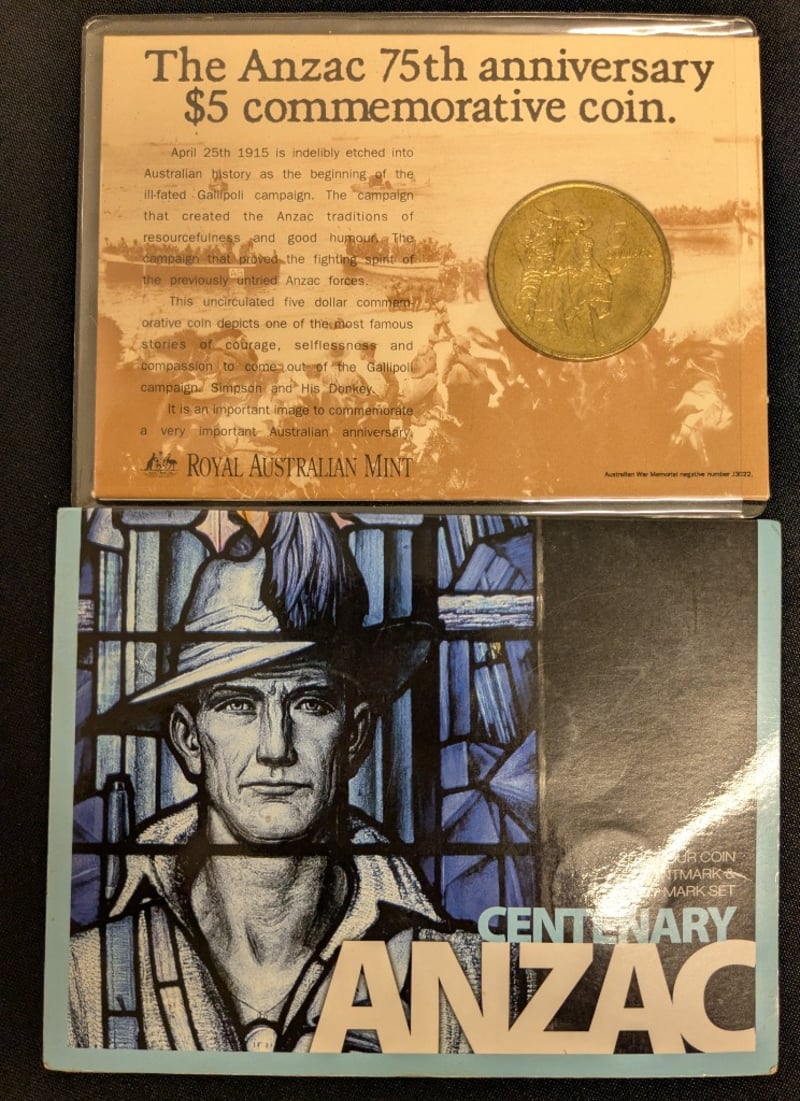 The Anzac 75th anniversary
$5 commemorative coin.
April 25th 1915 is indelibly etched into
Australian history as the beginning of the
ill-fated Gallipoli campaign. The campaign
that created the Anzac traditions of
resourcefulness and good humour. The
campaign that proved the fighting spirit of
the previously untried Anzac forces.
This uncirculated five dollar commem-
orative coin depicts one of the most famous
stories of courage, selflessness and
compassion to come out of the Gallipoli
campaign. Simpson and His Donkey.
It is an important image to commemorate
a very important Australian anniversary.
ROYAL AUSTRALIAN MINT
Australian War Memorial negative number J3022.
COIN
&
MARK SET
CENTENARY
ANZAC